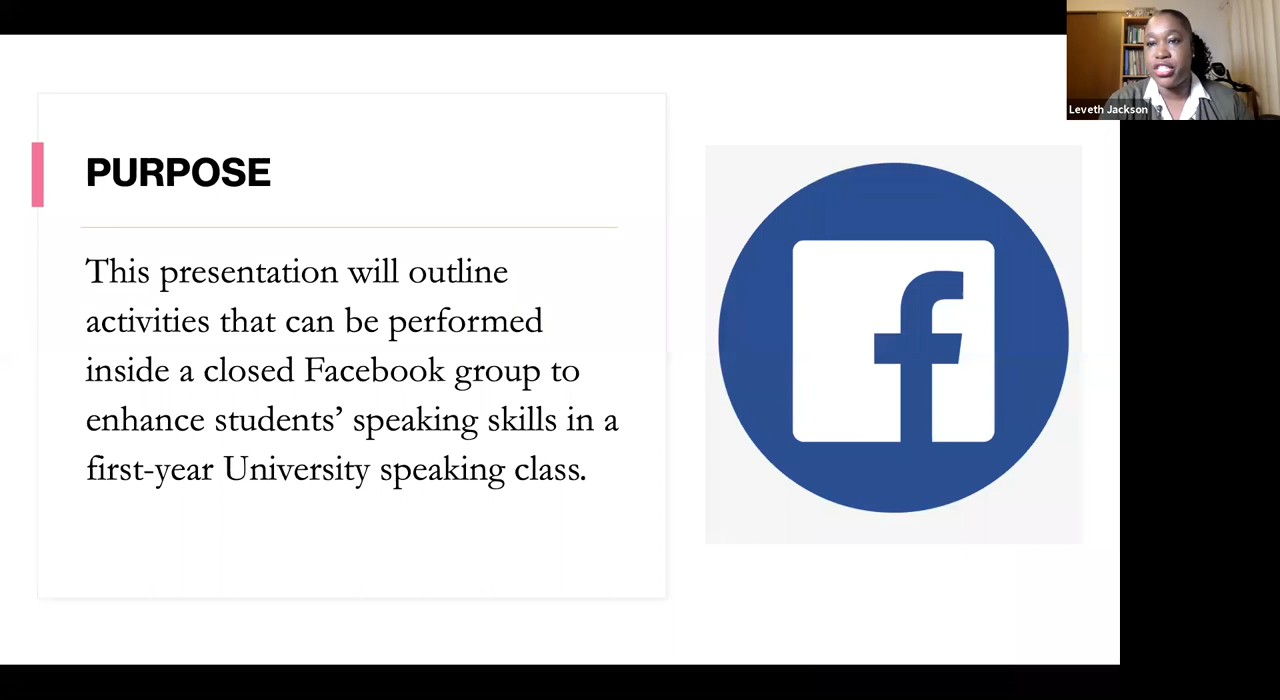 Leveth Jackson
PURPOSE
This presentation will outline
activities that can be performed
inside a closed Facebook group to
enhance students’ speaking skills in a
first-year University speaking class.